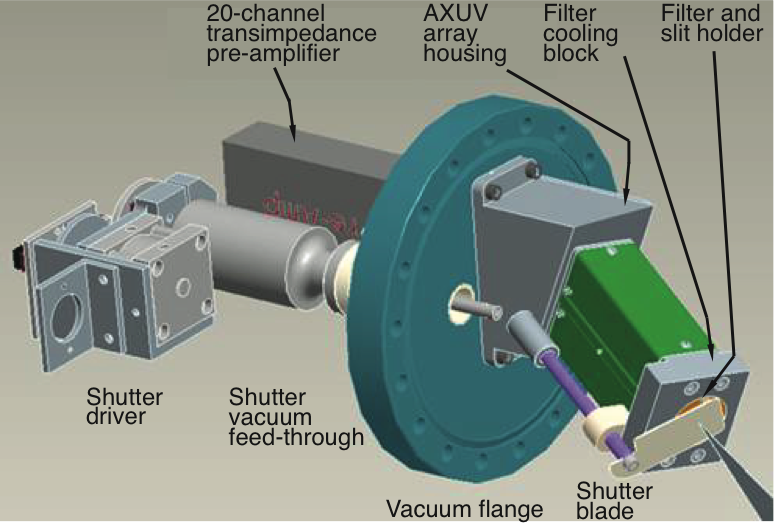 20-channel
transimpedance
pre-amplifier
AXUV
array
housing
Filter
cooling
block
Filter and
slit holder
Shutter
driver
Shutter
vacuum
feed-through
Vacuum flange
Shutter
blade